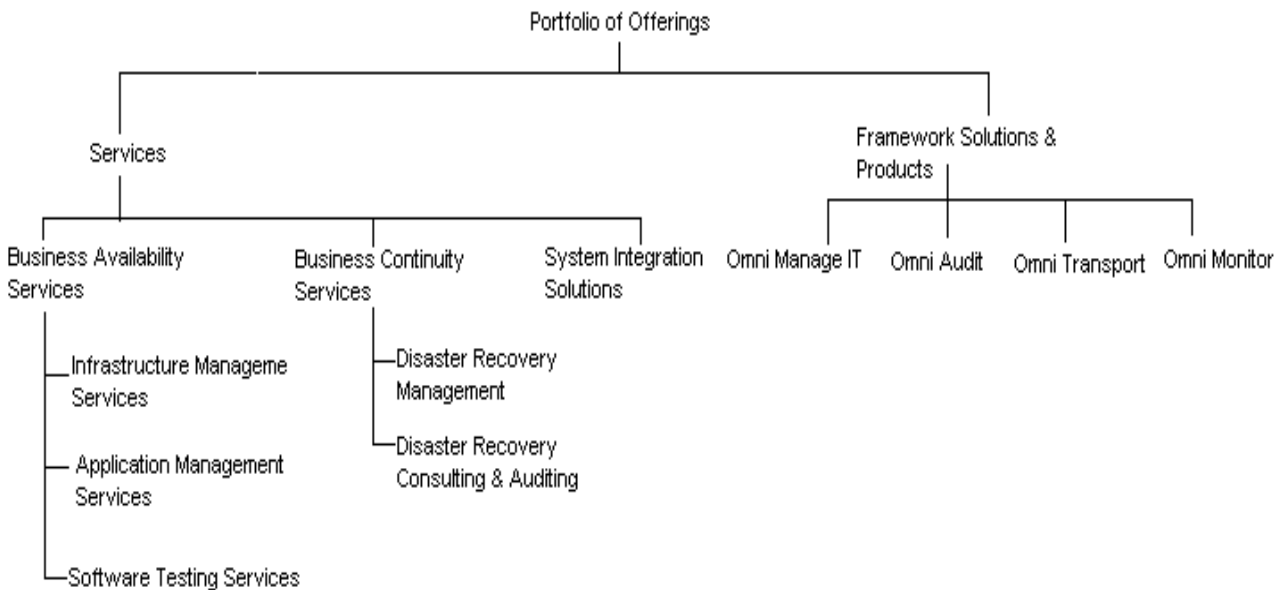 Portfolio of Offerings
Services
Framework Solutions &
Products
Business Availability
Services
Business Continuity
Services
System Integration
Solutions
Omni Manage IT
Omni Audit
Omni Transport
Omni Monitor
Infrastructure Manageme
Services
Application Management
Services
Software Testing Services
Disaster Recovery
Management
Disaster Recovery
Consulting & Auditing